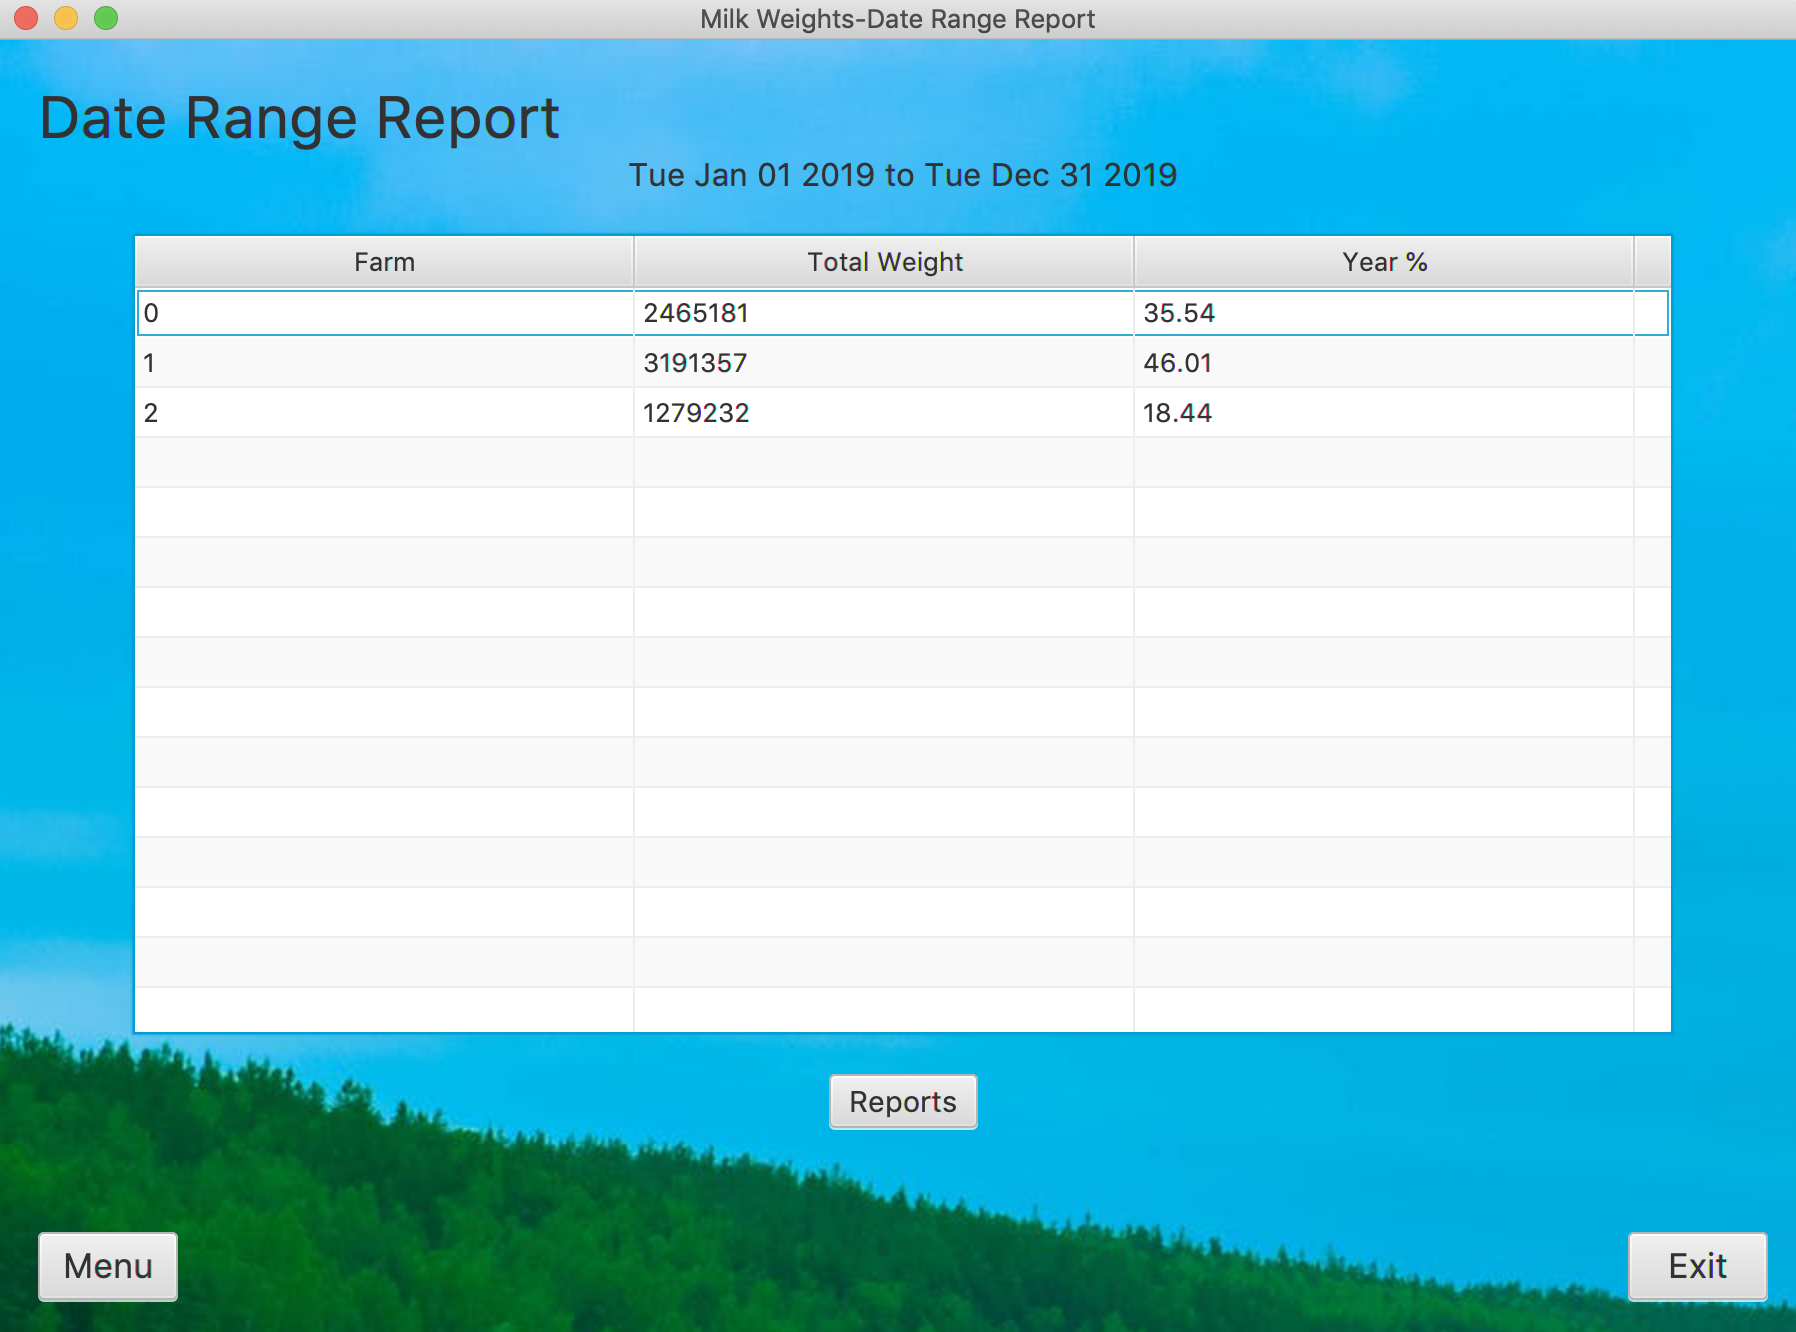 Milk Weights-Date Range Report
Date Range Report
Tue Jan 01 2019 to Tue Dec 31 2019
Farm Total Weight Year %
0 2465181 35.54
1 3191357 46.01
2 1279232 18.44
Reports
Menu Exit